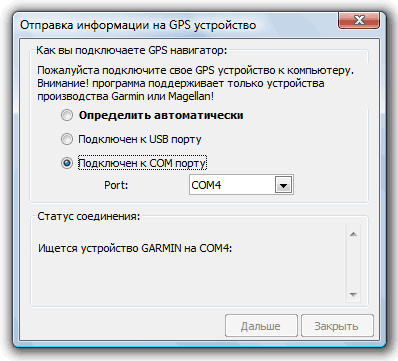 Отправка информации на GPS устройство
Как вы подключаете GPS навигатор:
Пожалуйста подключите свое GPS устройство к компьютеру.
Внимание! программа поддерживает только устройства
производства Garmin или Magellan!
Определить автоматически
Подключен к USB порту
Подключен к COM порту
Port: COM4
Статус соединения:
Ищется устройство GARMIN на COM4:
Дальше Закрыть